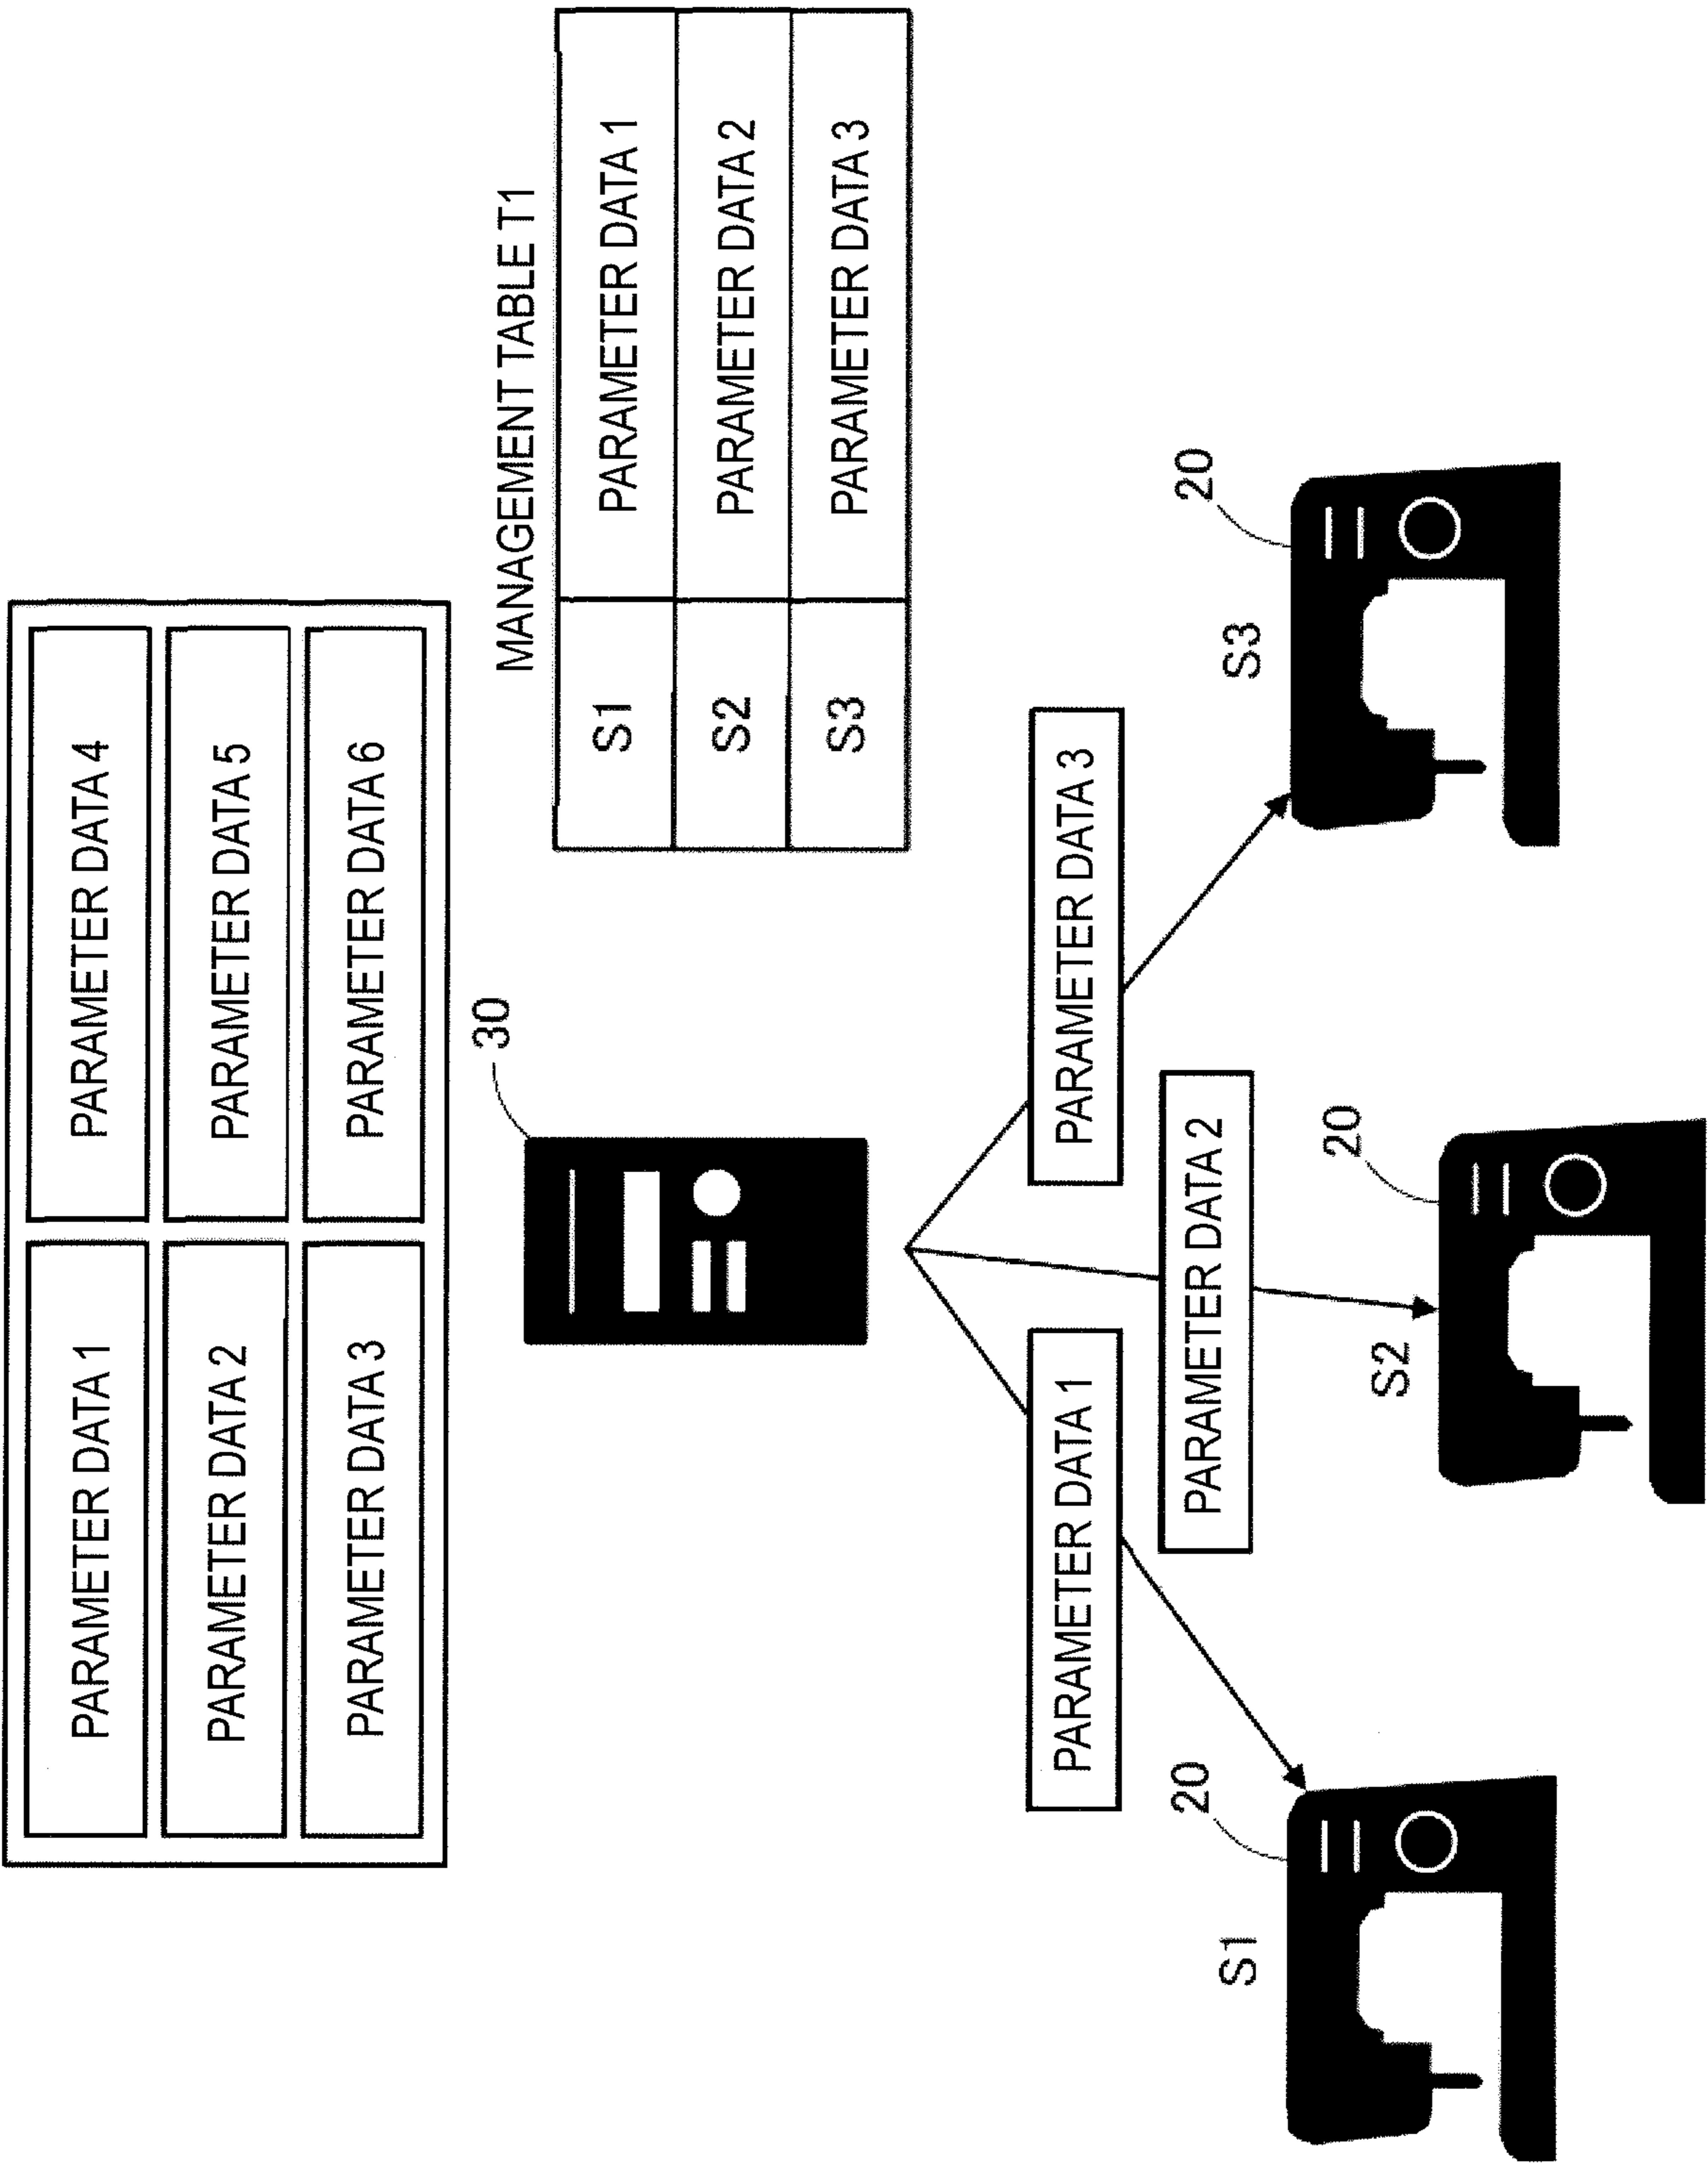 PARAMETER DATA 1
PARAMETER DATA 4
PARAMETER DATA 2
PARAMETER DATA 5
PARAMETER DATA 3
PARAMETER DATA 6
30
MANAGEMENT TABLE T1
S1
PARAMETER DATA 1
S2
PARAMETER DATA 2
S3
PARAMETER DATA 3
PARAMETER DATA 1
PARAMETER DATA 3
PARAMETER DATA 2
S1
20
S2
20
S3
20